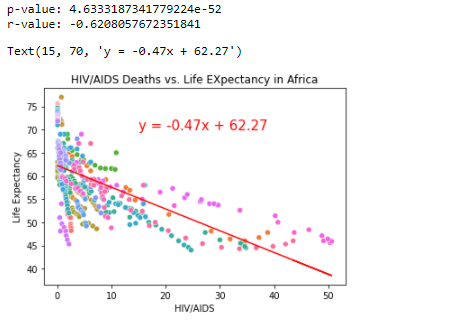 p-value: 4.6333187341779224e-52
r-value: -0.6208057672351841
Text(15, 70, 'y = -0.47x + 62.27')
HIV/AIDS Deaths vs. Life EXpectancy in Africa
y = -0.47x + 62.27
75
70
65
60
55
50
45
40
Life Expectancy
0 10 20 30 40 50
HIV/AIDS